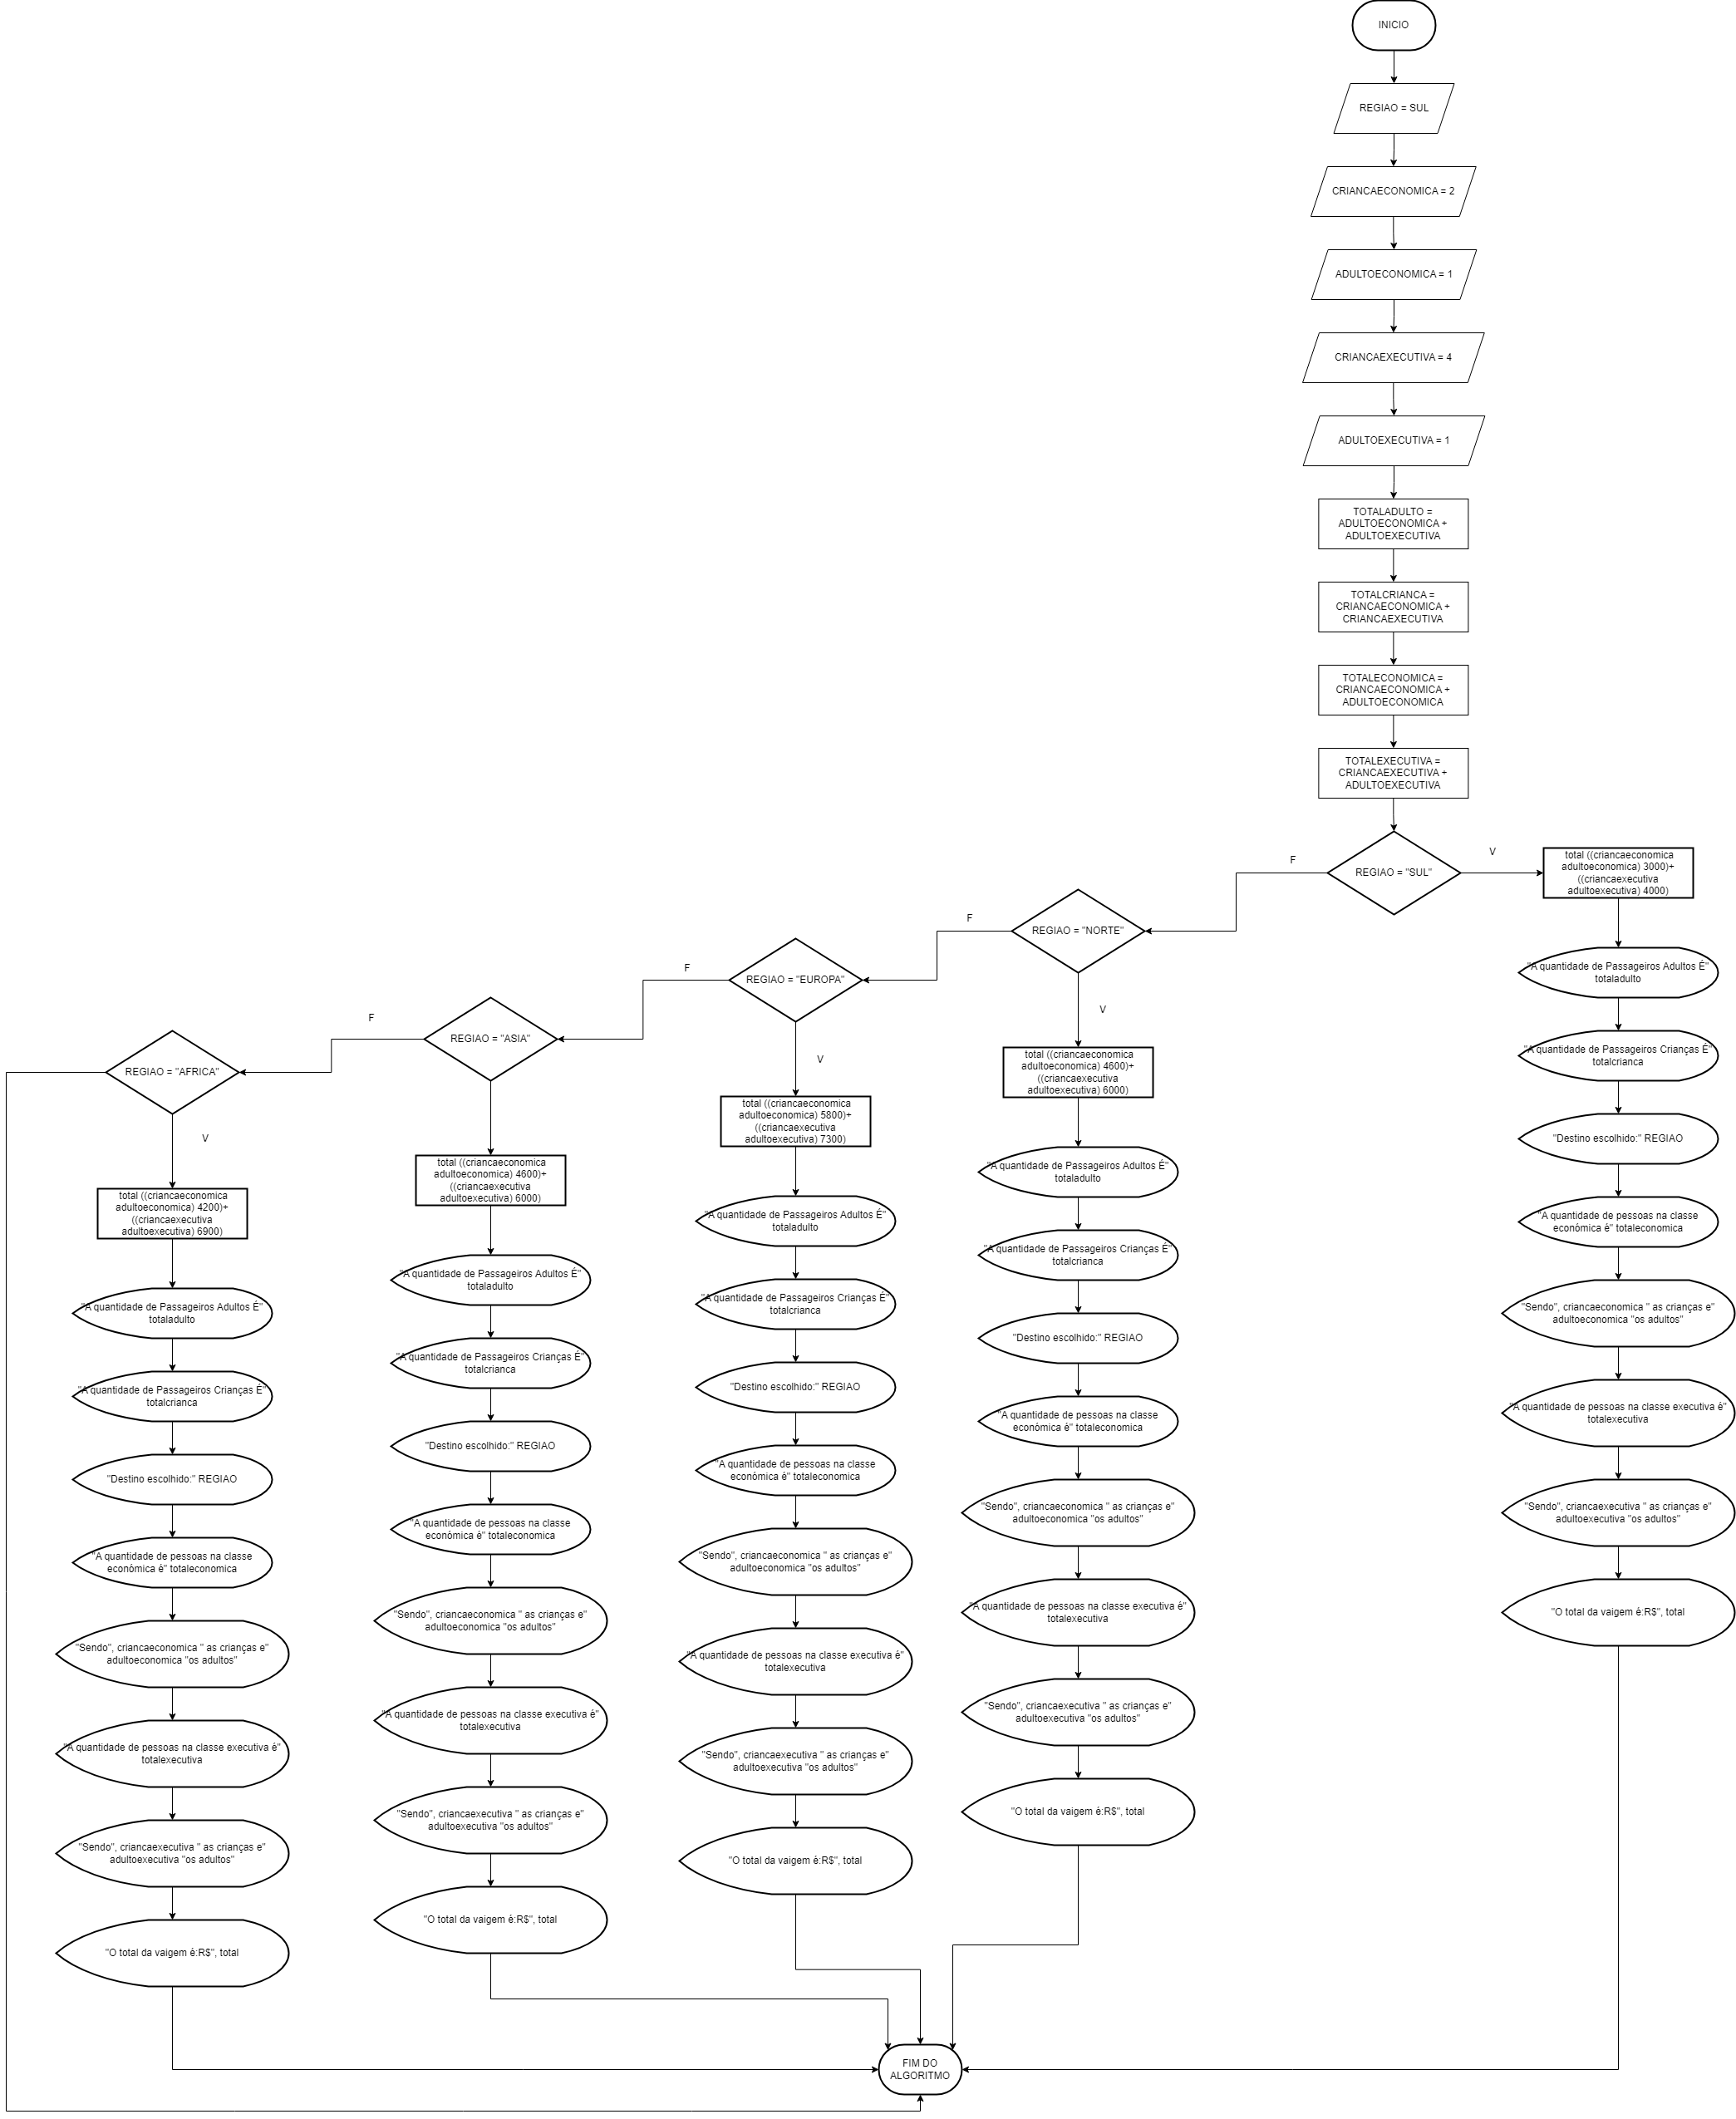 INICIO
REGIAO = SUL
CRIANCAECONOMICA = 2
ADULTOECONOMICA = 1
CRIANCAEXECUTIVA = 4
ADULTOEXECUTIVA = 1
TOTALADULTO =
ADULTOECONOMICA +
ADULTOEXECUTIVA
TOTALCRIANCA =
CRIANCAECONOMICA +
CRIANCAEXECUTIVA
TOTALECONOMICA =
CRIANCAECONOMICA +
ADULTOECONOMICA
TOTALEXECUTIVA =
CRIANCAEXECUTIVA +
ADULTOEXECUTIVA
REGIAO = "SUL"
V
F
total ((criancaeconomica
adultoeconomica) 3000)+
((criancaexecutiva
adultoexecutiva) 4000)
"A quantidade de Passageiros Adultos É"
totaladulto
"A quantidade de Passageiros Crianças É"
totalcrianca
"Destino escolhido:" REGIAO
"A quantidade de pessoas na classe
econômica é" totaleconomica
"Sendo", criancaeconomica " as crianças e"
adultoeconomica "os adultos"
"A quantidade de pessoas na classe executiva é"
totalexecutiva
"Sendo", criancaexecutiva " as crianças e"
adultoexecutiva "os adultos"
"O total da vaigem é:R$", total
REGIAO = "NORTE"
F
V
total ((criancaeconomica
adultoeconomica) 4600)+
((criancaexecutiva
adultoexecutiva) 6000)
"A quantidade de Passageiros Adultos É"
totaladulto
"A quantidade de Passageiros Crianças É"
totalcrianca
"Destino escolhido:" REGIAO
"A quantidade de pessoas na classe
econômica é" totaleconomica
"Sendo", criancaeconomica " as crianças e"
adultoeconomica "os adultos"
"A quantidade de pessoas na classe executiva é"
totalexecutiva
"Sendo", criancaexecutiva " as crianças e"
adultoexecutiva "os adultos"
"O total da vaigem é:R$", total
REGIAO = "EUROPA"
F
V
total ((criancaeconomica
adultoeconomica) 5800)+
((criancaexecutiva
adultoexecutiva) 7300)
"A quantidade de Passageiros Adultos É"
totaladulto
"A quantidade de Passageiros Crianças É"
totalcrianca
"Destino escolhido:" REGIAO
"A quantidade de pessoas na classe
econômica é" totaleconomica
"Sendo", criancaeconomica " as crianças e"
adultoeconomica "os adultos"
"A quantidade de pessoas na classe executiva é"
totalexecutiva
"Sendo", criancaexecutiva " as crianças e"
adultoexecutiva "os adultos"
"O total da vaigem é:R$", total
REGIAO = "ASIA"
F
total ((criancaeconomica
adultoeconomica) 4600)+
((criancaexecutiva
adultoexecutiva) 6000)
"A quantidade de Passageiros Adultos É"
totaladulto
"A quantidade de Passageiros Crianças É"
totalcrianca
"Destino escolhido:" REGIAO
"A quantidade de pessoas na classe
econômica é" totaleconomica
"Sendo", criancaeconomica " as crianças e"
adultoeconomica "os adultos"
"A quantidade de pessoas na classe executiva é"
totalexecutiva
"Sendo", criancaexecutiva " as crianças e"
adultoexecutiva "os adultos"
"O total da vaigem é:R$", total
REGIAO = "AFRICA"
V
total ((criancaeconomica
adultoeconomica) 4200)+
((criancaexecutiva
adultoexecutiva) 6900)
"A quantidade de Passageiros Adultos É"
totaladulto
"A quantidade de Passageiros Crianças É"
totalcrianca
"Destino escolhido:" REGIAO
"A quantidade de pessoas na classe
econômica é" totaleconomica
"Sendo", criancaeconomica " as crianças e"
adultoeconomica "os adultos"
"A quantidade de pessoas na classe executiva é"
totalexecutiva
"Sendo", criancaexecutiva " as crianças e"
adultoexecutiva "os adultos"
"O total da vaigem é:R$", total
FIM DO
ALGORITMO